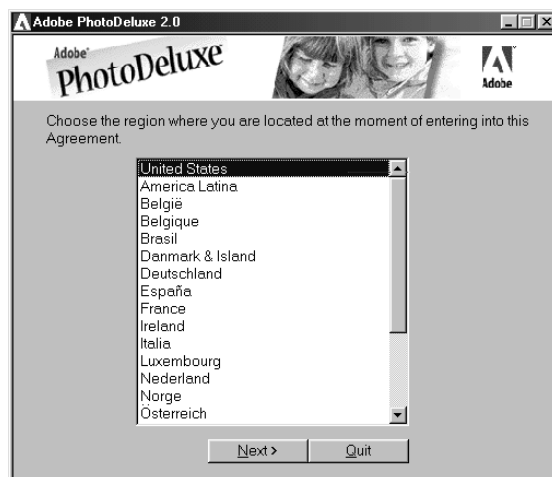 Adobe PhotoDeluxe 2.0
Adobe
PhotoDeluxe
Adobe
Choose the region where you are located at the moment of entering into this
Agreement.
United States
America Latina
België
Belgique
Brasil
Danmark & Island
Deutschland
España
France
Ireland
Italia
Luxembourg
Nederland
Norge
Österreich
Next >
Quit